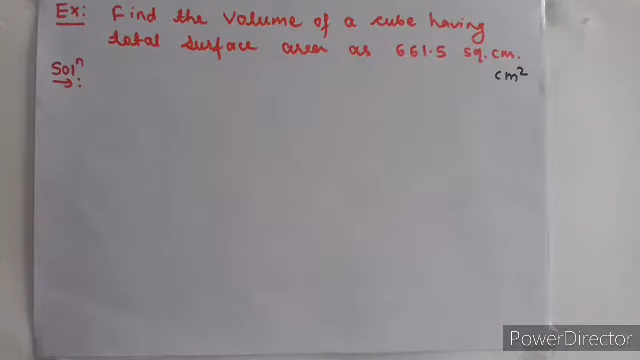 Ex: Find the Volume of a cube having
total surface area as 661.5 sq.cm.
cm²
Solⁿ
→ :
PowerDirector